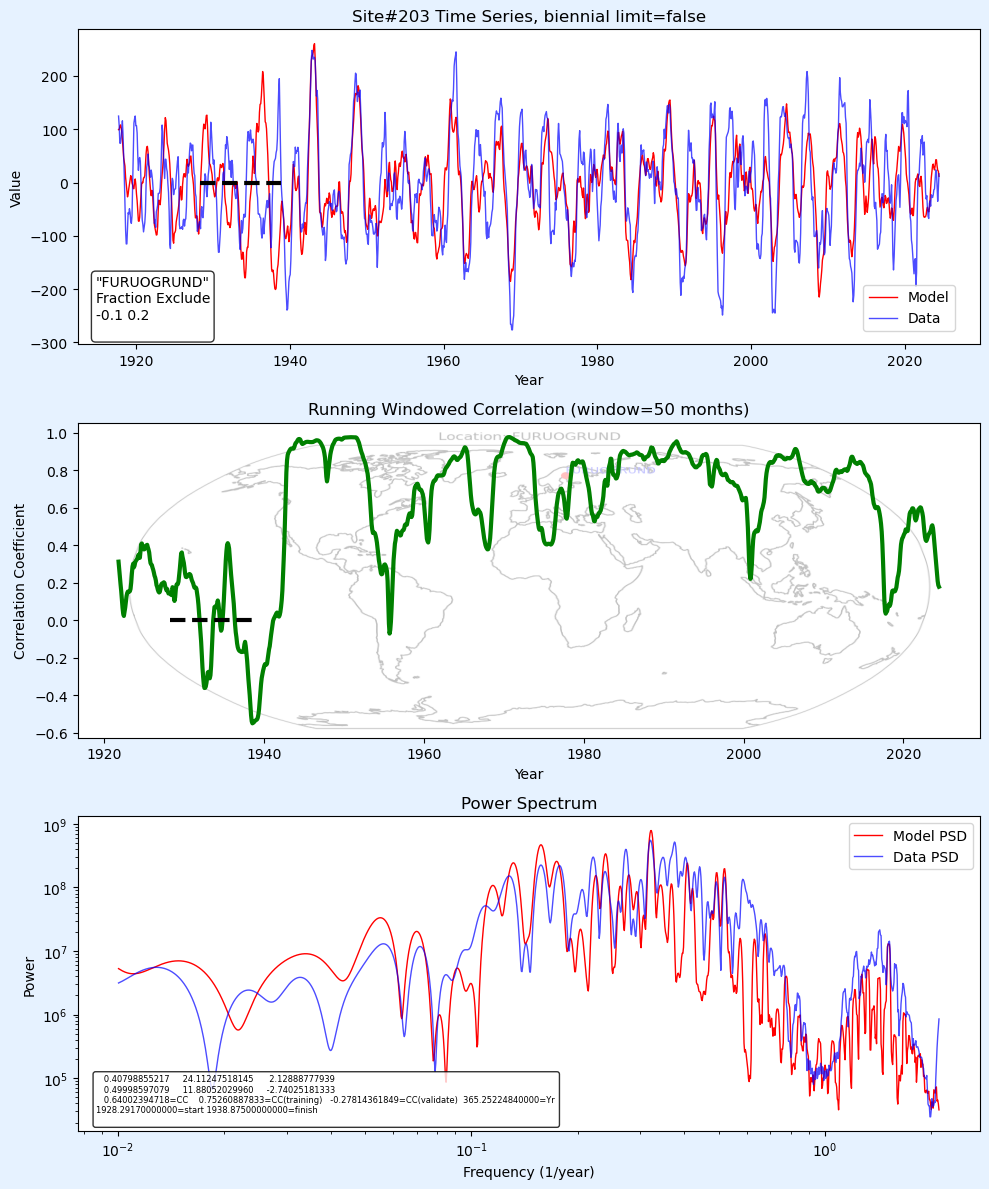 Site#203 Time Series, biennial limit=false
200
100
0
−100
−200
−300
Value
"FURUOGRUND"
Fraction Exclude
-0.1 0.2
Model
Data
1920
1940
1960
1980
2000
2020
Year
Running Windowed Correlation (window=50 months)
Location: FURUOGRUND
FURUOGRUND
1.0
0.8
0.6
0.4
0.2
0.0
−0.2
−0.4
−0.6
Correlation Coefficient
1920
1940
1960
1980
2000
2020
Year
Power Spectrum
Model PSD
Data PSD
10⁹
10⁸
10⁷
10⁶
10⁵
Power
0.40798855217 24.11247518145 2.12888777939
0.49998597079 11.88052029960 -2.74025181333
0.64002394718=CC 0.75260887833=CC(training) -0.27814361849=CC(validate) 365.25224840000=Yr
1928.29170000000=start 1938.87500000000=finish
10⁻²
10⁻¹
10⁰
Frequency (1/year)